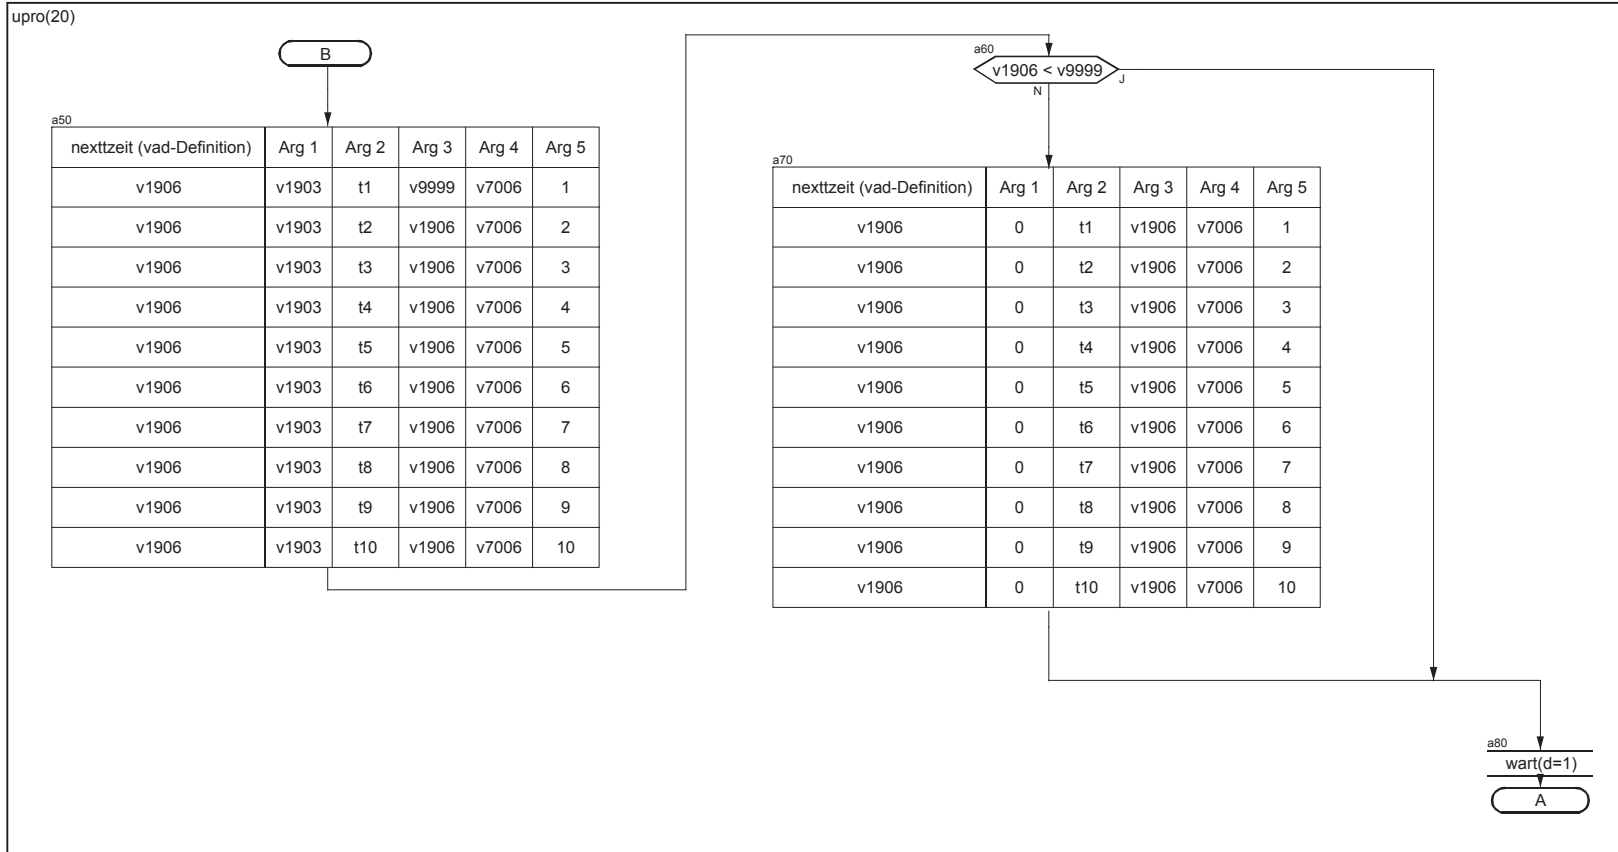 upro(20)
B
a50
nexttzeit (vad-Definition) Arg 1 Arg 2 Arg 3 Arg 4 Arg 5
v1906 v1903 t1 v9999 v7006 1
v1906 v1903 t2 v1906 v7006 2
v1906 v1903 t3 v1906 v7006 3
v1906 v1903 t4 v1906 v7006 4
v1906 v1903 t5 v1906 v7006 5
v1906 v1903 t6 v1906 v7006 6
v1906 v1903 t7 v1906 v7006 7
v1906 v1903 t8 v1906 v7006 8
v1906 v1903 t9 v1906 v7006 9
v1906 v1903 t10 v1906 v7006 10
a60
v1906 < v9999
J
N
a70
nexttzeit (vad-Definition) Arg 1 Arg 2 Arg 3 Arg 4 Arg 5
v1906 0 t1 v1906 v7006 1
v1906 0 t2 v1906 v7006 2
v1906 0 t3 v1906 v7006 3
v1906 0 t4 v1906 v7006 4
v1906 0 t5 v1906 v7006 5
v1906 0 t6 v1906 v7006 6
v1906 0 t7 v1906 v7006 7
v1906 0 t8 v1906 v7006 8
v1906 0 t9 v1906 v7006 9
v1906 0 t10 v1906 v7006 10
a80
wart(d=1)
A